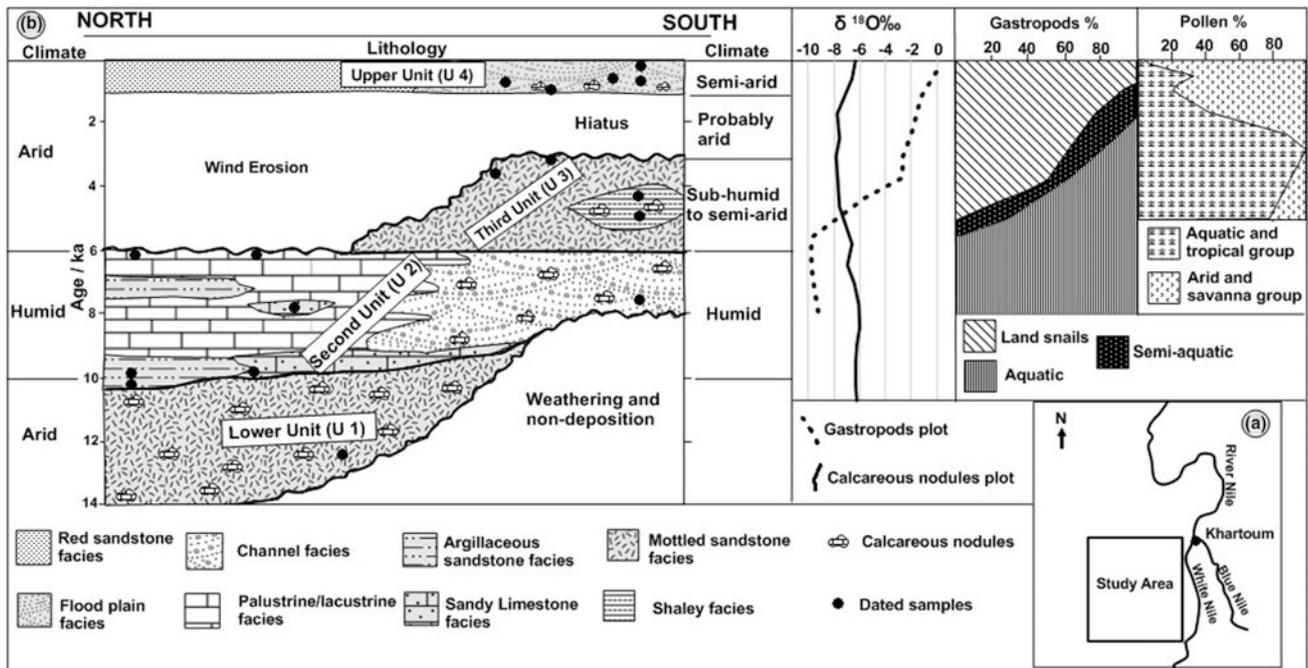 (b)
NORTH
SOUTH
Climate
Lithology
Climate
δ ¹⁸O‰
-10 -8 -6 -4 -2 0
Gastropods %
20 40 60 80
Pollen %
20 40 60 80
Upper Unit (U 4)
Semi-arid
2
Hiatus
Probably
arid
Arid
Wind Erosion
4
Third Unit (U 3)
Sub-humid
to semi-arid
6
Age / ka
Humid
Second Unit (U 2)
8
Humid
10
Weathering and
non-deposition
Arid
Lower Unit (U 1)
12
14
Aquatic and
tropical group
Arid and
savanna group
Land snails
Semi-aquatic
Aquatic
Gastropods plot
Calcareous nodules plot
(a)
N
River Nile
Khartoum
Study Area
White Nile
Blue Nile
Red sandstone
facies
Channel facies
Argillaceous
sandstone facies
Mottled sandstone
facies
Calcareous nodules
Flood plain
facies
Palustrine/lacustrine
facies
Sandy Limestone
facies
Shaley facies
Dated samples